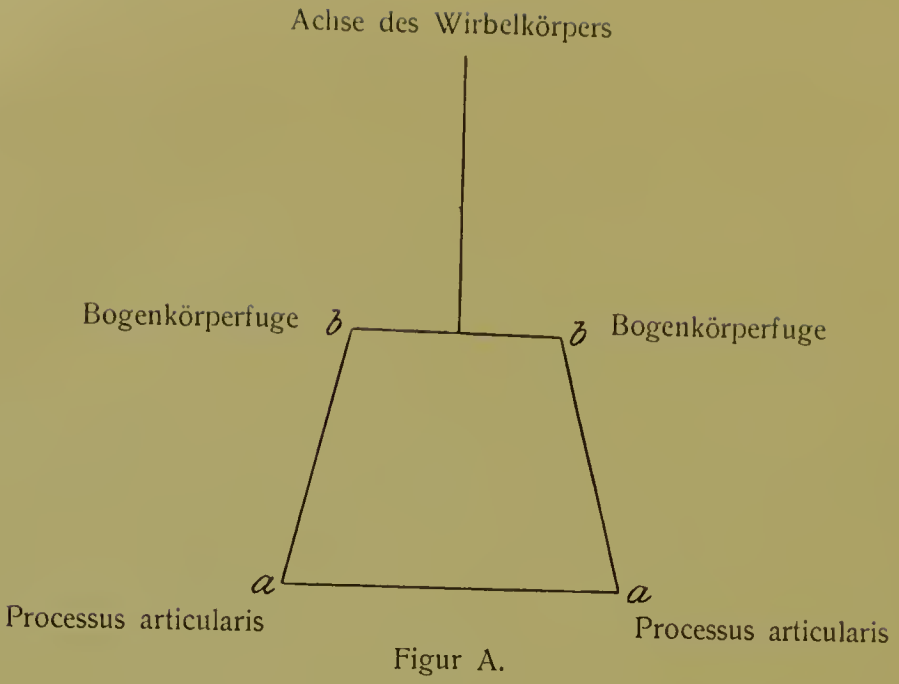 Achse des Wirbelkörpers
Bogenkörperfuge b
b Bogenkörperfuge
a
a
Processus articularis
Processus articularis
Figur A.